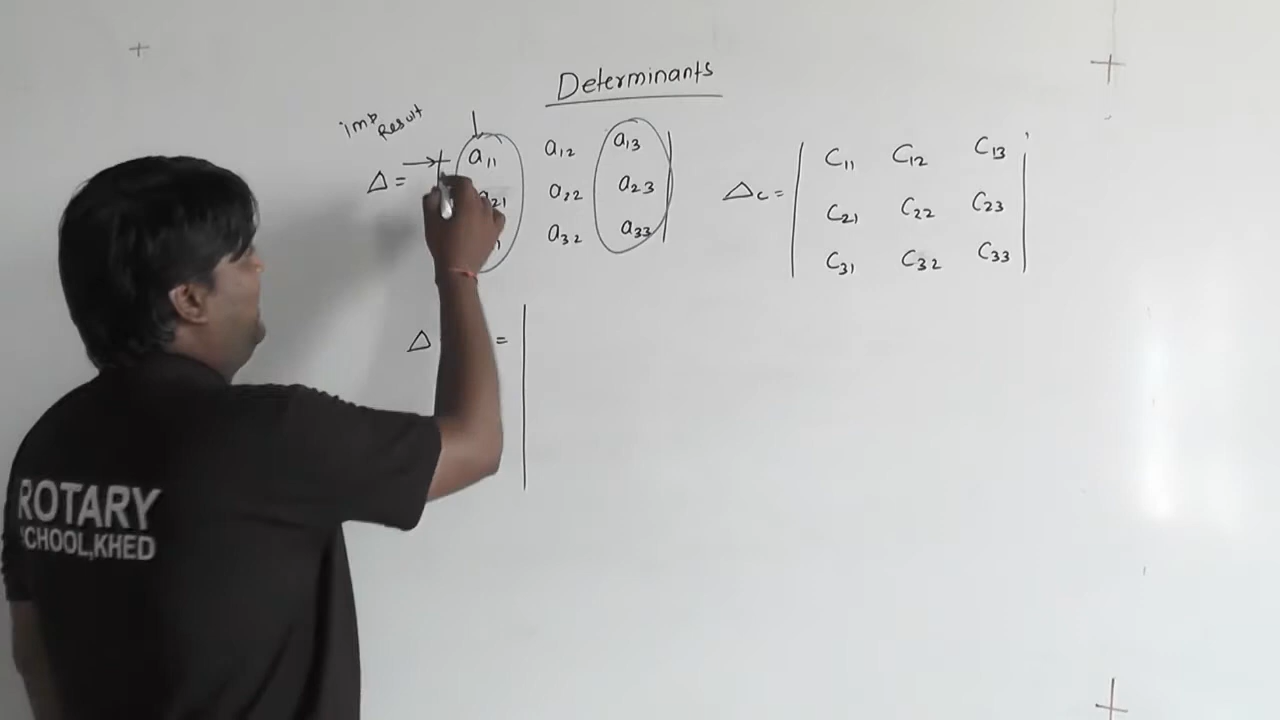 Determinants
imp Result
Δ = a11 a12 a13
a21 a22 a23
a32 a33
Δc = C11 C12 C13
C21 C22 C23
C31 C32 C33
Δ =
ROTARY
SCHOOL,KHED